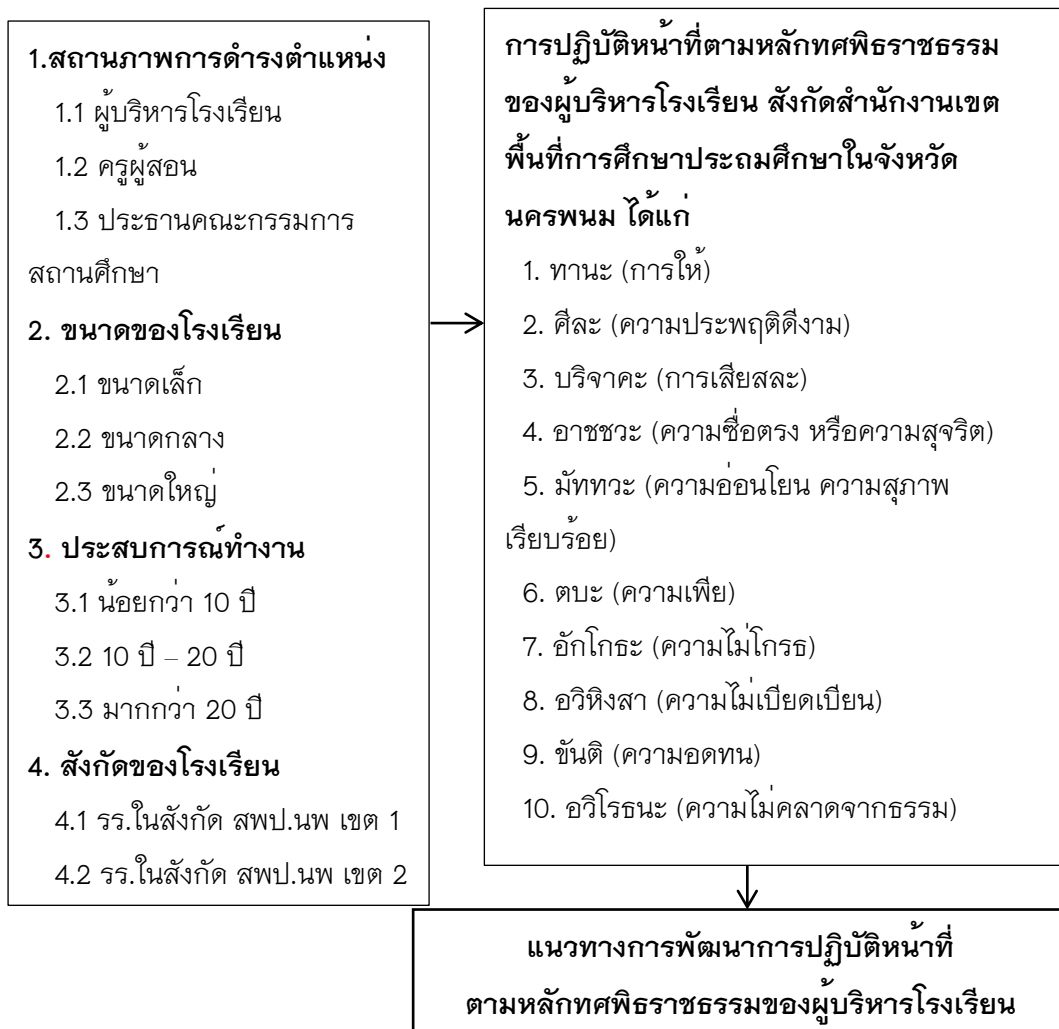 1.สถานภาพการดำรงตำแหน่ง
1.1 ผู้บริหารโรงเรียน
1.2 ครูผู้สอน
1.3 ประธานคณะกรรมการ
สถานศึกษา
2. ขนาดของโรงเรียน
2.1 ขนาดเล็ก
2.2 ขนาดกลาง
2.3 ขนาดใหญ่
3. ประสบการณ์ทำงาน
3.1 น้อยกว่า 10 ปี
3.2 10 ปี – 20 ปี
3.3 มากกว่า 20 ปี
4. สังกัดของโรงเรียน
4.1 รร.ในสังกัด สพป.นพ เขต 1
4.2 รร.ในสังกัด สพป.นพ เขต 2
การปฏิบัติหน้าที่ตามหลักทศพิธราชธรรม
ของผู้บริหารโรงเรียน สังกัดสำนักงานเขต
พื้นที่การศึกษาประถมศึกษาในจังหวัด
นครพนม ได้แก่
1. ทานะ (การให้)
2. ศีละ (ความประพฤติดีงาม)
3. บริจาคะ (การเสียสละ)
4. อาชชวะ (ความซื่อตรง หรือความสุจริต)
5. มัททวะ (ความอ่อนโยน ความสุภาพ
เรียบร้อย)
6. ตบะ (ความเพีย)
7. อักโกธะ (ความไม่โกรธ)
8. อวิหิงสา (ความไม่เบียดเบียน)
9. ขันติ (ความอดทน)
10. อวิโรธนะ (ความไม่คลาดจากธรรม)
แนวทางการพัฒนาการปฏิบัติหน้าที่
ตามหลักทศพิธราชธรรมของผู้บริหารโรงเรียน